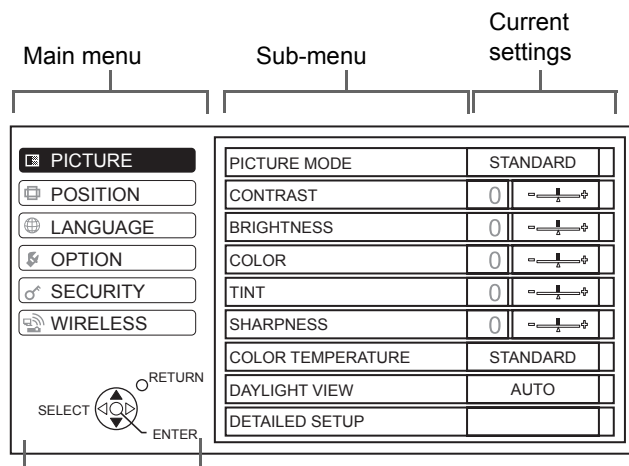 Main menu
Sub-menu
Current
settings
PICTURE
POSITION
LANGUAGE
OPTION
SECURITY
WIRELESS
RETURN
SELECT
ENTER
PICTURE MODE STANDARD
CONTRAST 0 - +
BRIGHTNESS 0 - +
COLOR 0 - +
TINT 0 - +
SHARPNESS 0 - +
COLOR TEMPERATURE STANDARD
DAYLIGHT VIEW AUTO
DETAILED SETUP